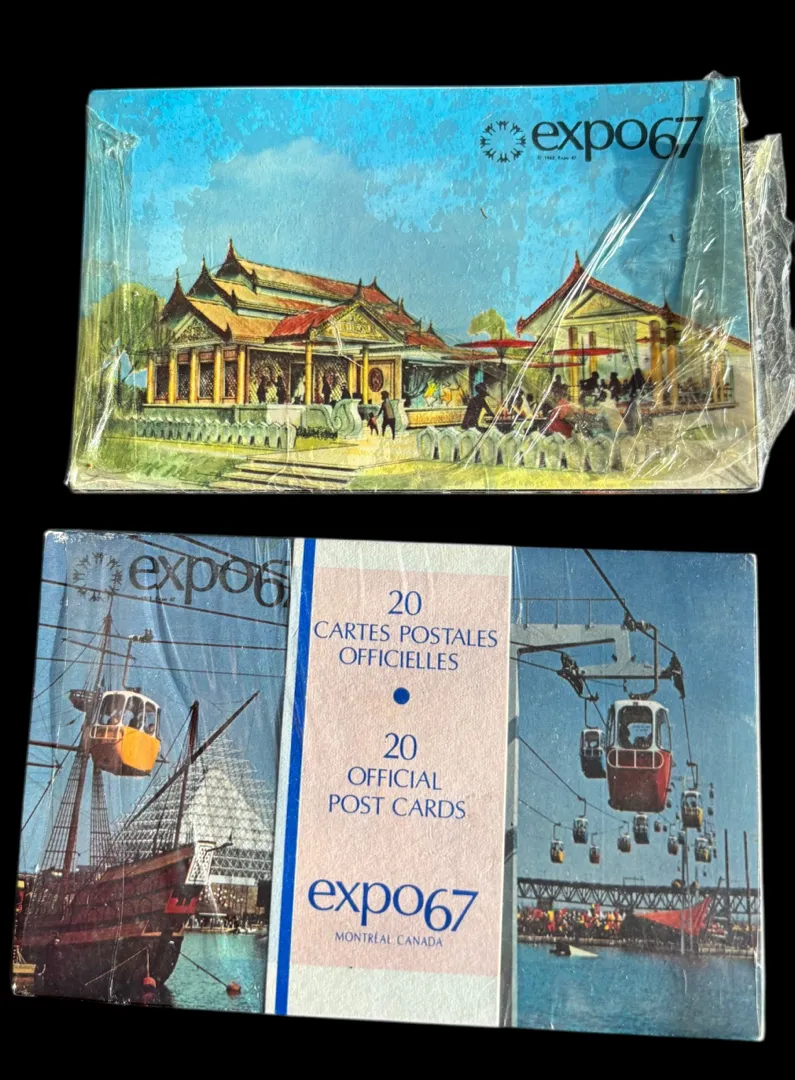 expo67
© 1966, Expo 67
expo67
20
CARTES POSTALES
OFFICIELLES
•
20
OFFICIAL
POST CARDS
expo67
MONTRÉAL CANADA